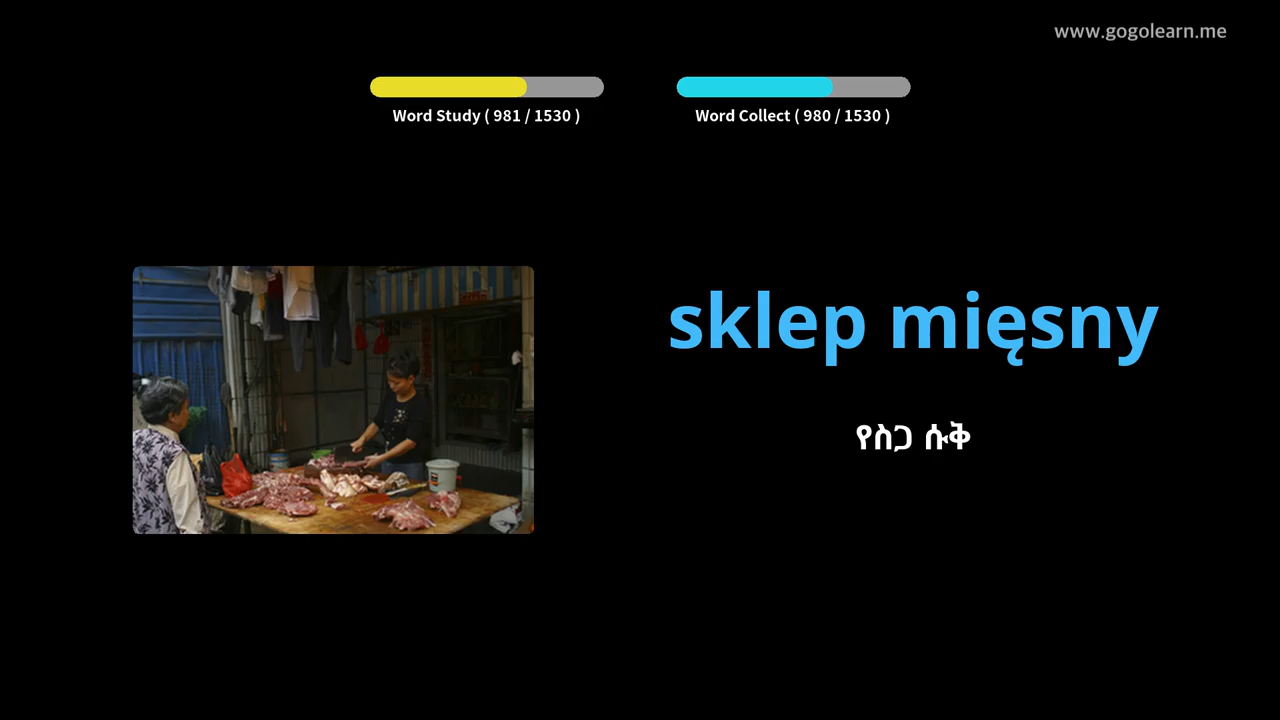 www.gogolearn.me
Word Study ( 981 / 1530 )
Word Collect ( 980 / 1530 )
sklep mięsny
የስጋ ሱቅ